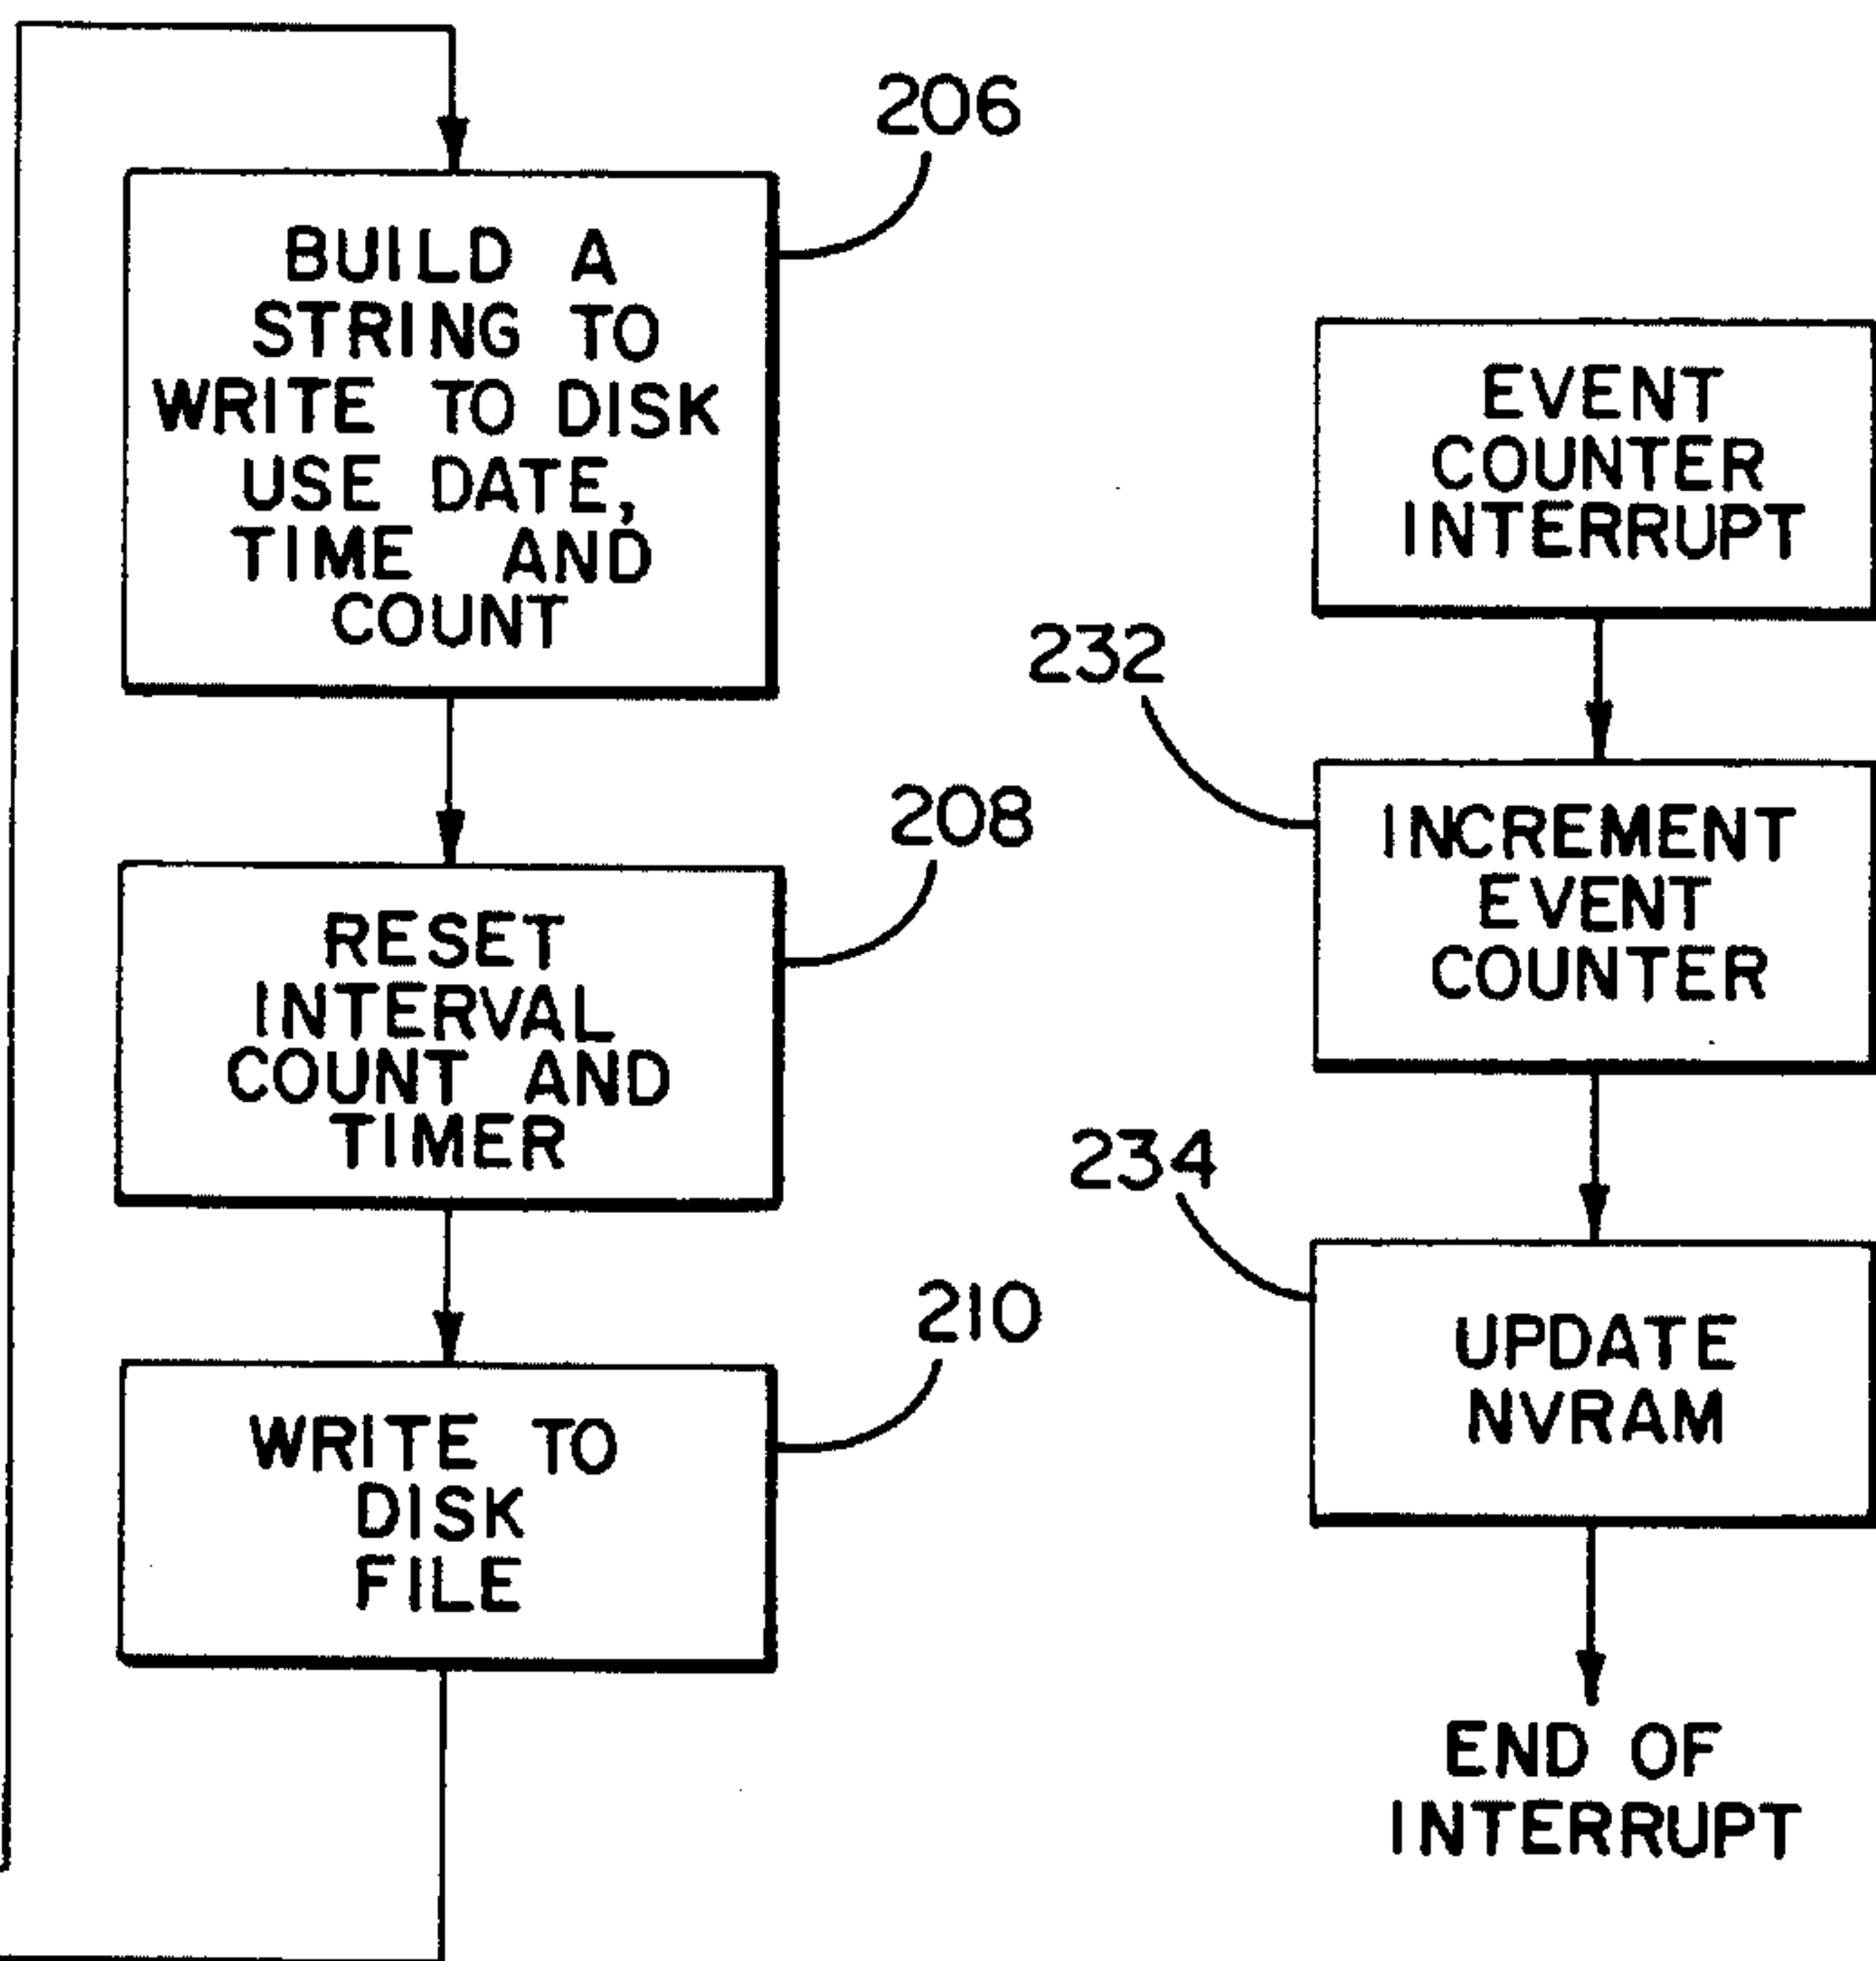 206
BUILD A
STRING TO
WRITE TO DISK
USE DATE,
TIME AND
COUNT
208
RESET
INTERVAL
COUNT AND
TIMER
210
WRITE TO
DISK
FILE
EVENT
COUNTER
INTERRUPT
232
INCREMENT
EVENT
COUNTER
234
UPDATE
NVRAM
END OF
INTERRUPT